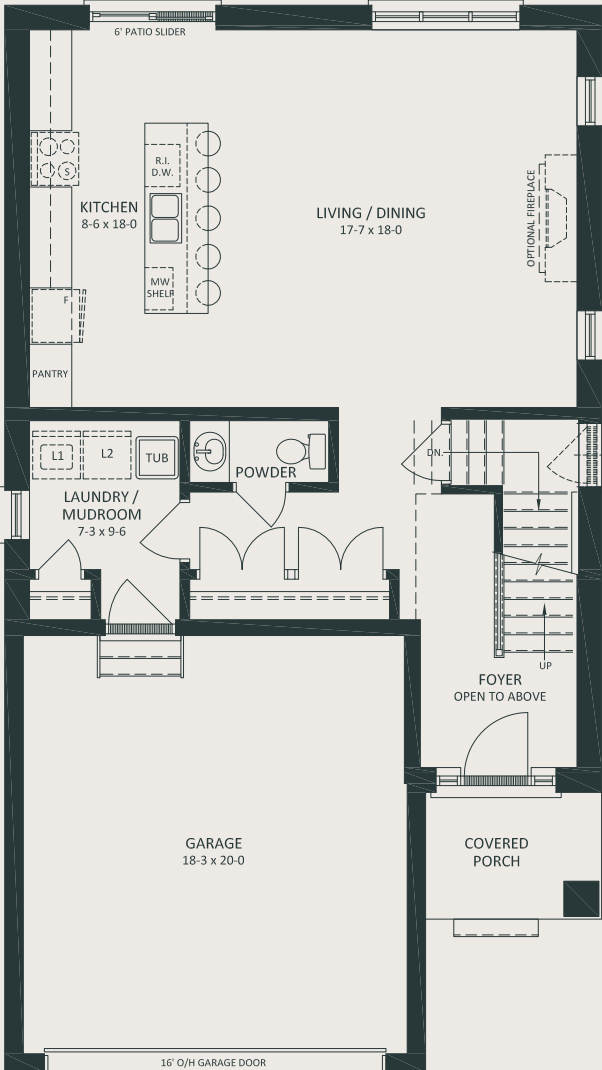 6' PATIO SLIDER
R.I.
D.W.
S
KITCHEN
8-6 x 18-0
LIVING / DINING
17-7 x 18-0
OPTIONAL FIREPLACE
MW
SHELF
F
PANTRY
L1
L2
TUB
POWDER
DN.
LAUNDRY /
MUDROOM
7-3 x 9-6
UP
FOYER
OPEN TO ABOVE
GARAGE
18-3 x 20-0
COVERED
PORCH
16' O/H GARAGE DOOR